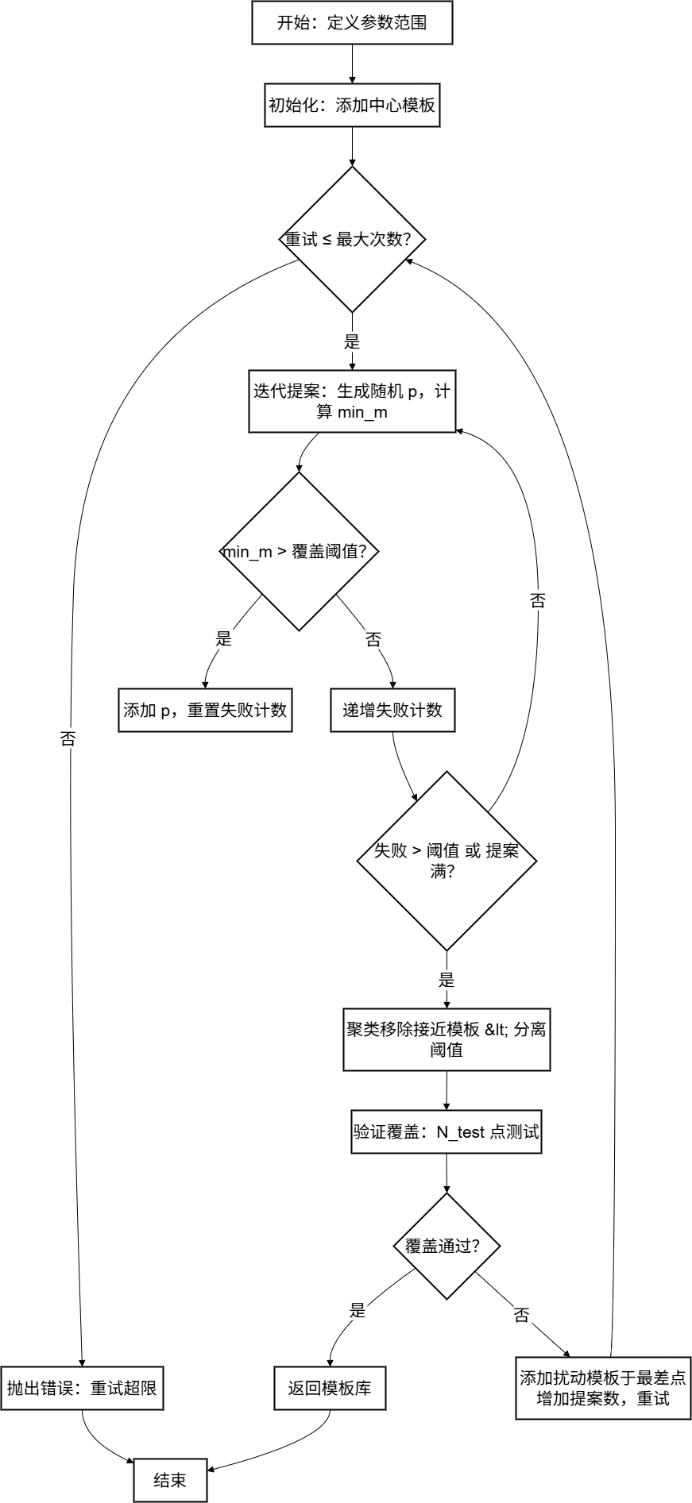 开始：定义参数范围
初始化：添加中心模板
重试 ≤ 最大次数？
是
迭代提案：生成随机 p，计
算 min_m
min_m > 覆盖阈值？
否
是
否
添加 p，重置失败计数
递增失败计数
否
失败 > 阈值 或 提案
满？
是
聚类移除接近模板 &lt; 分离
阈值
验证覆盖：N_test 点测试
覆盖通过？
是
否
抛出错误：重试超限
返回模板库
添加扰动模板于最差点
增加提案数，重试
结束